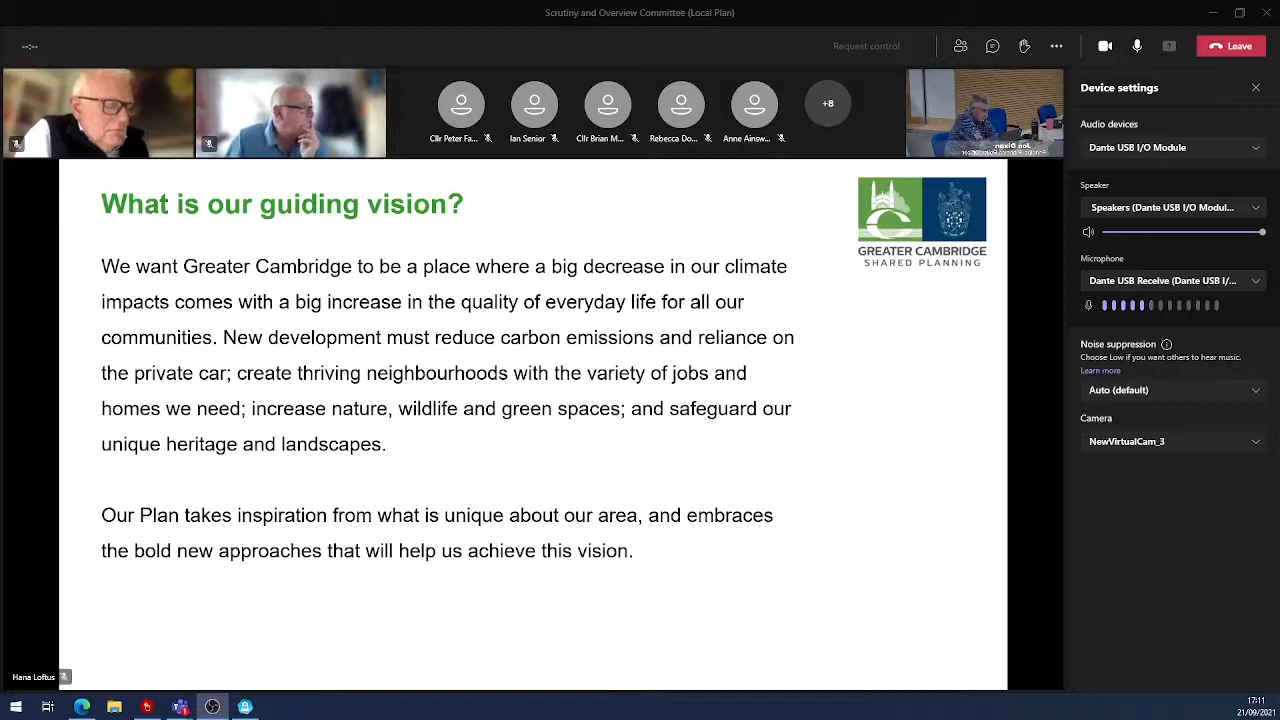 Scrutiny and Overview Committee (Local Plan)
--:--
Request control
Leave
+8
Cllr Peter Fa...
Ian Senior
Cllr Brian M...
Rebecca Do...
Anne Ainsw...
Device settings
Audio devices
Dante USB I/O Module
Speaker
Speakers (Dante USB I/O Modul...
Microphone
Dante USB Receive (Dante USB I/...
Noise suppression
Choose Low if you want others to hear music.
Learn more
Auto (default)
Camera
NewVirtualCam_3
What is our guiding vision?
GREATER CAMBRIDGE
SHARED PLANNING
We want Greater Cambridge to be a place where a big decrease in our climate
impacts comes with a big increase in the quality of everyday life for all our
communities. New development must reduce carbon emissions and reliance on
the private car; create thriving neighbourhoods with the variety of jobs and
homes we need; increase nature, wildlife and green spaces; and safeguard our
unique heritage and landscapes.
Our Plan takes inspiration from what is unique about our area, and embraces
the bold new approaches that will help us achieve this vision.
Hana Loftus
17:11
21/09/2021